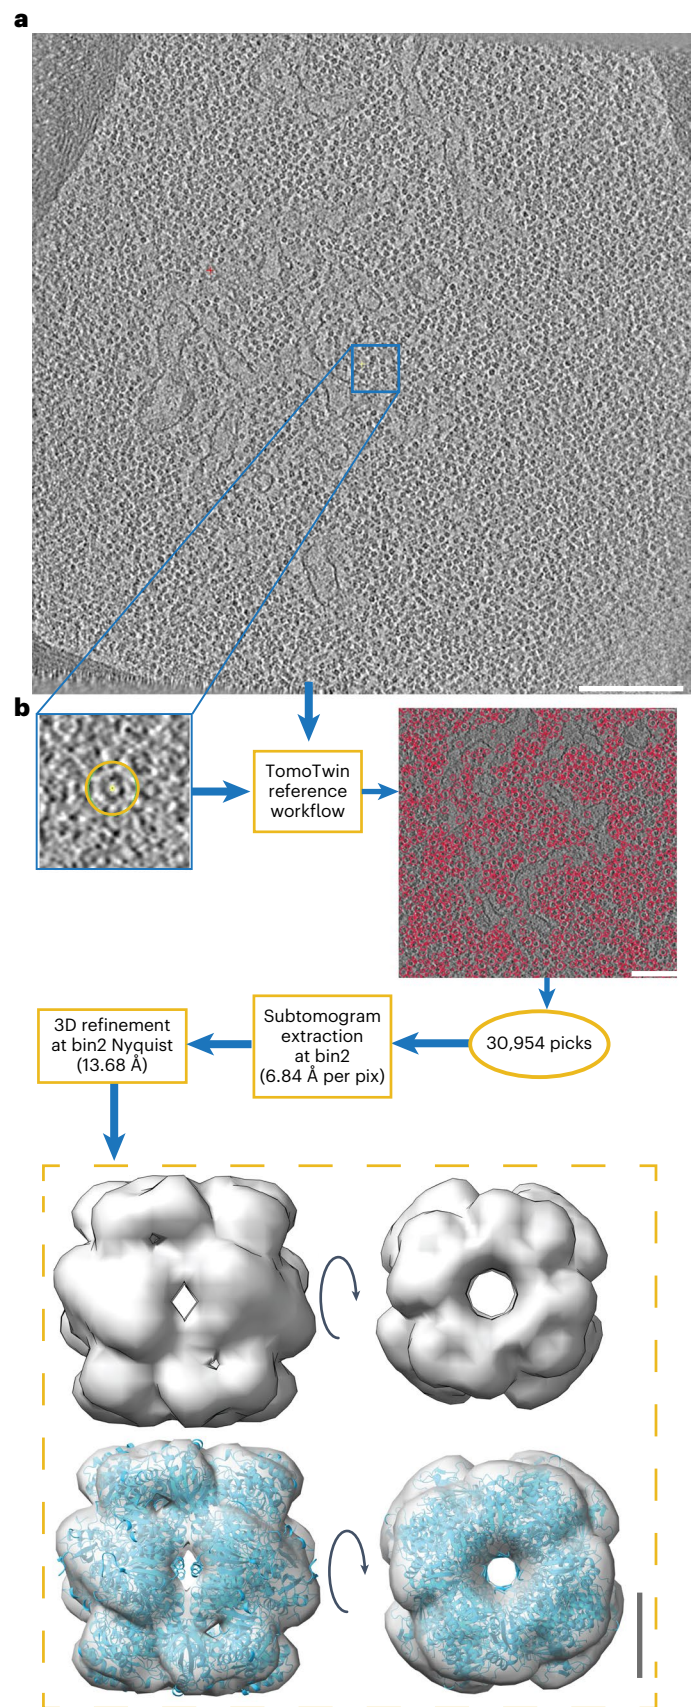 a
b
TomoTwin
reference
workflow
30,954 picks
Subtomogram
extraction
at bin2
(6.84 Å per pix)
3D refinement
at bin2 Nyquist
(13.68 Å)